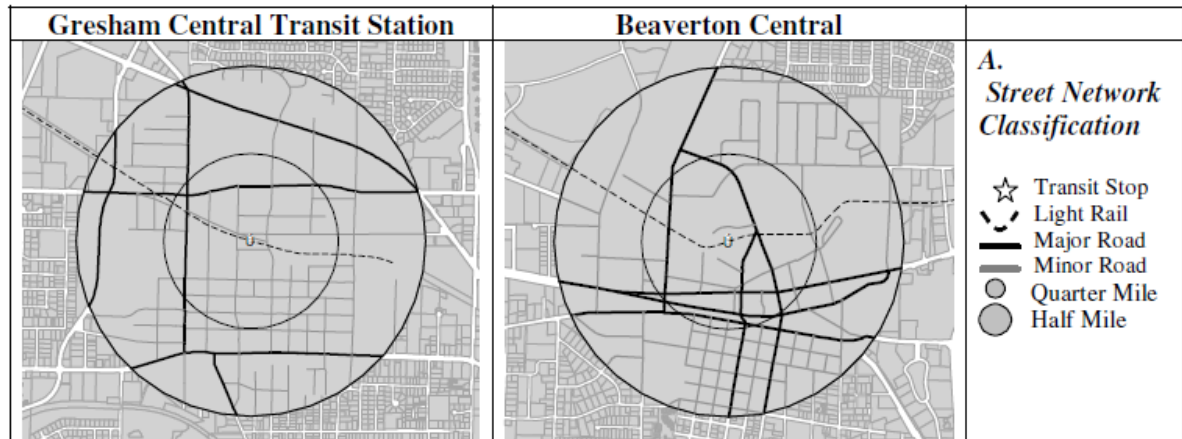 Gresham Central Transit Station
Beaverton Central
A.
Street Network
Classification
Transit Stop
Light Rail
Major Road
Minor Road
Quarter Mile
Half Mile